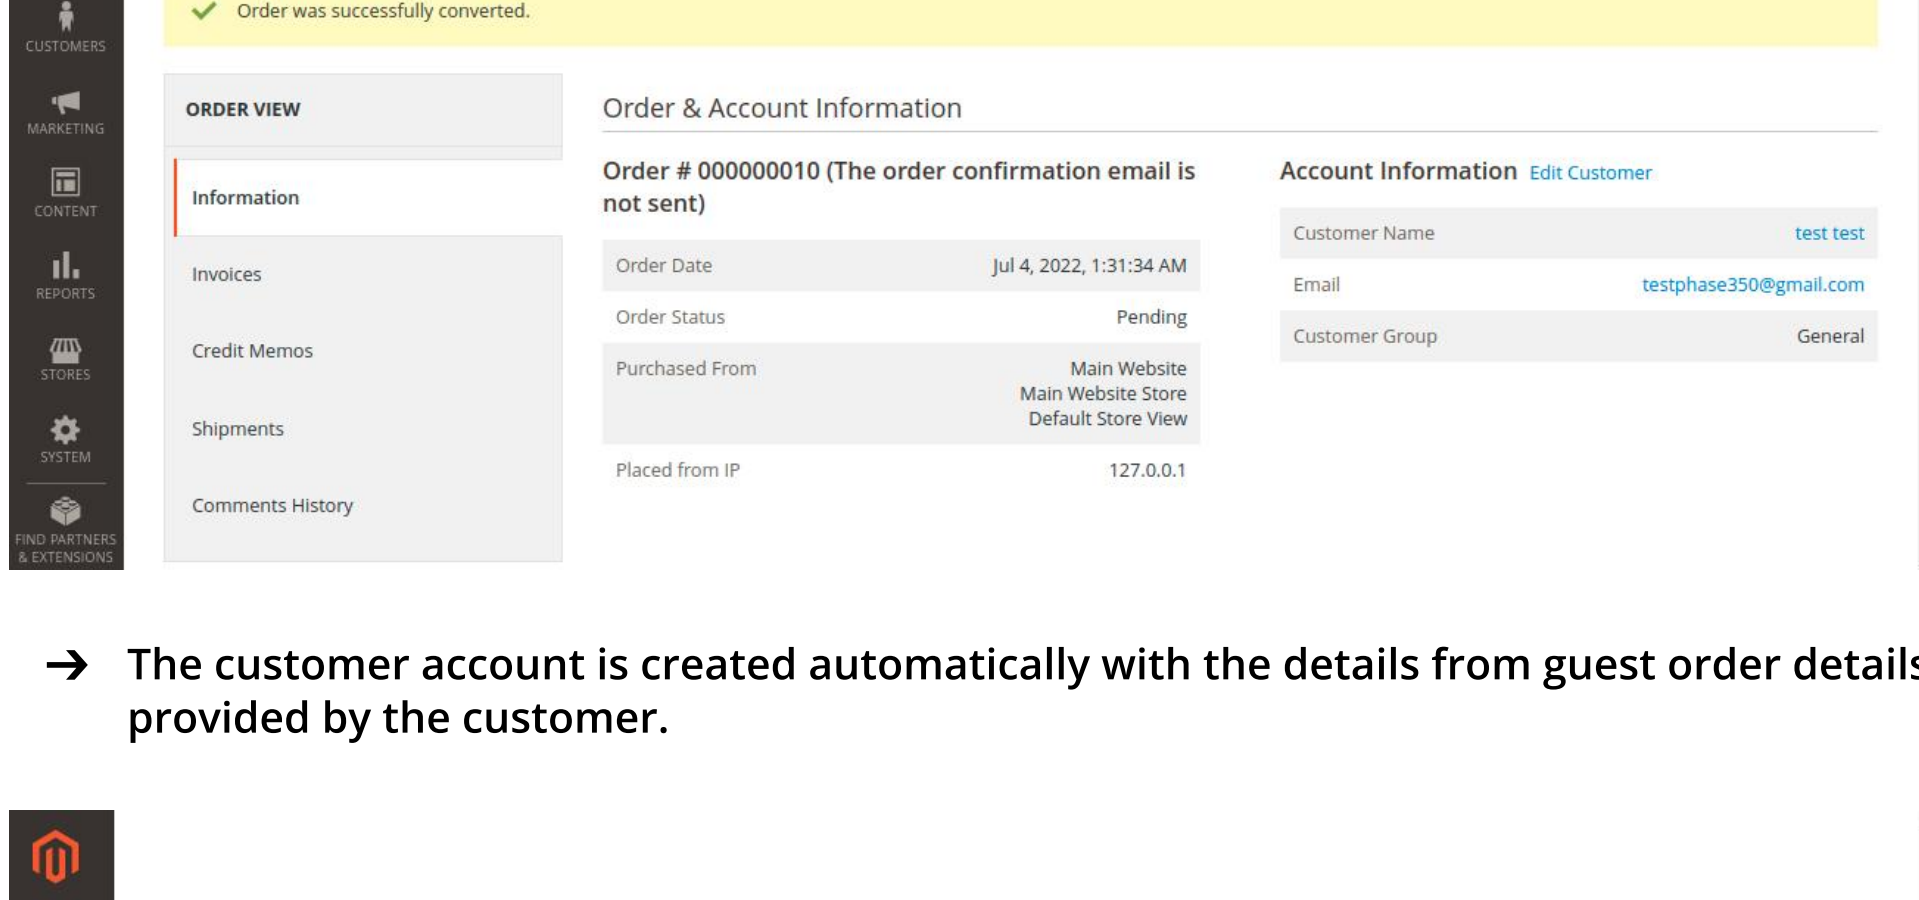 Order was successfully converted.
CUSTOMERS
MARKETING
CONTENT
REPORTS
STORES
SYSTEM
FIND PARTNERS
& EXTENSIONS
ORDER VIEW
Information
Invoices
Credit Memos
Shipments
Comments History
Order & Account Information
Order # 000000010 (The order confirmation email is
not sent)
Order Date Jul 4, 2022, 1:31:34 AM
Order Status Pending
Purchased From Main Website
Main Website Store
Default Store View
Placed from IP 127.0.0.1
Account Information Edit Customer
Customer Name test test
Email testphase350@gmail.com
Customer Group General
→ The customer account is created automatically with the details from guest order details
provided by the customer.